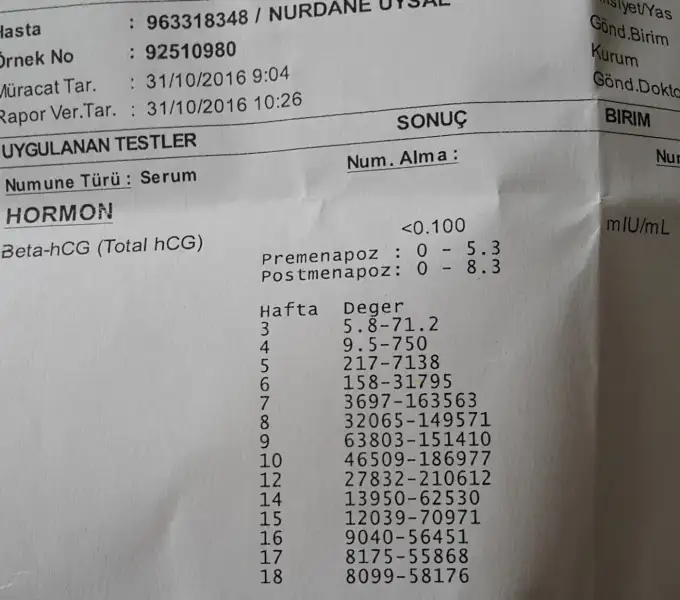 Hasta : 963318348 / NURDANE UYSAL
Örnek No : 92510980
Müracat Tar. : 31/10/2016 9:04
Rapor Ver.Tar. : 31/10/2016 10:26
nsiyet/Yas
Gönd.Birim
Kurum
Gönd.Dokto
UYGULANAN TESTLER SONUÇ BIRIM
Numune Türü : Serum Num. Alma : Nur
HORMON
Beta-hCG (Total hCG) <0.100 mIU/mL
Premenapoz : 0 - 5.3
Postmenapoz: 0 - 8.3
Hafta Deger
3 5.8-71.2
4 9.5-750
5 217-7138
6 158-31795
7 3697-163563
8 32065-149571
9 63803-151410
10 46509-186977
12 27832-210612
14 13950-62530
15 12039-70971
16 9040-56451
17 8175-55868
18 8099-58176